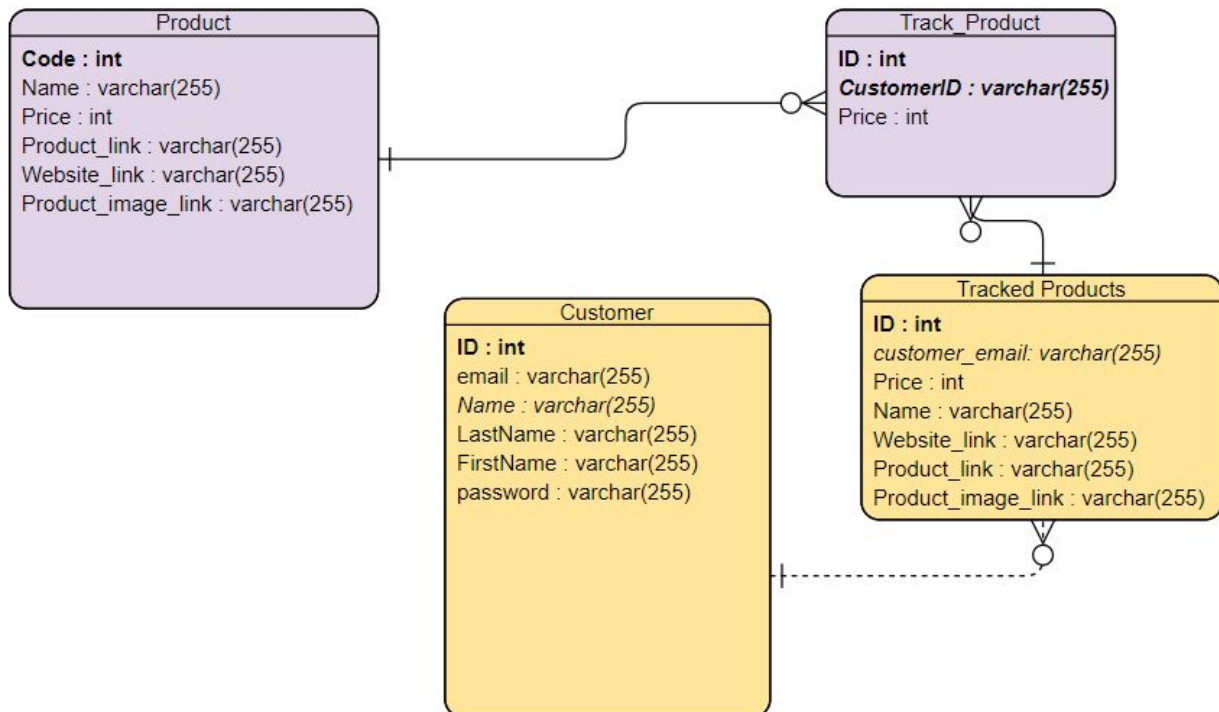 Product
Code : int
Name : varchar(255)
Price : int
Product_link : varchar(255)
Website_link : varchar(255)
Product_image_link : varchar(255)
Track_Product
ID : int
CustomerID : varchar(255)
Price : int
Customer
ID : int
email : varchar(255)
Name : varchar(255)
LastName : varchar(255)
FirstName : varchar(255)
password : varchar(255)
Tracked Products
ID : int
customer_email: varchar(255)
Price : int
Name : varchar(255)
Website_link : varchar(255)
Product_link : varchar(255)
Product_image_link : varchar(255)